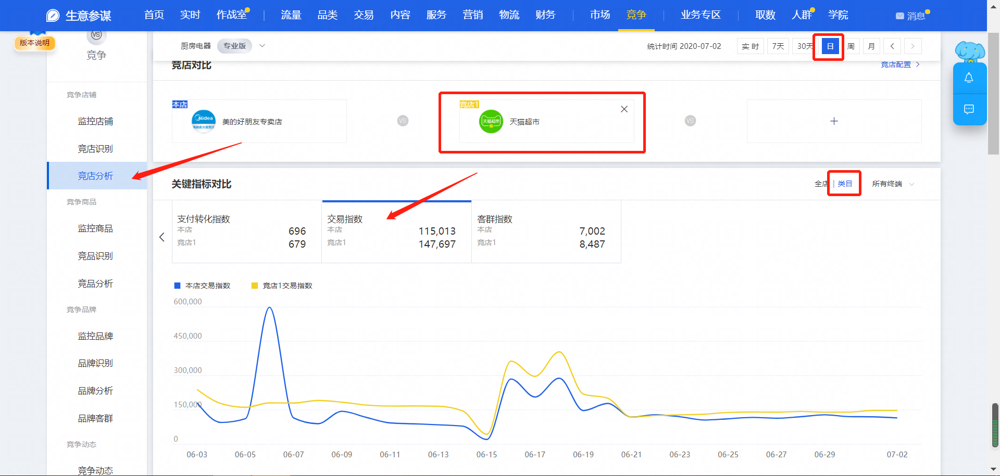 生意参谋 首页 实时 作战室 流量 品类 交易 内容 服务 营销 物流 财务 市场 竞争 业务专区 取数 人群 学院 消息
版本说明
VS
竞争
厨房电器 专业版 统计时间 2020-07-02 实时 7天 30天 日 周 月
竞店对比 竞店配置
本店
Midea
美的好朋友专卖店
VS
竞店1
天猫超市
天猫超市
VS
竞争店铺
监控店铺
竞店识别
竞店分析
竞争商品
监控商品
竞品识别
竞品分析
竞争品牌
监控品牌
品牌识别
品牌分析
品牌客群
竞争动态
竞争动态
关键指标对比 全店 | 类目 所有终端
支付转化指数
本店 696
竞店1 679
交易指数
本店 115,013
竞店1 147,697
客群指数
本店 7,002
竞店1 8,487
本店交易指数 竞店1交易指数
600,000
450,000
300,000
150,000
0
06-03 06-05 06-07 06-09 06-11 06-13 06-15 06-17 06-19 06-21 06-23 06-25 06-27 06-29 07-02